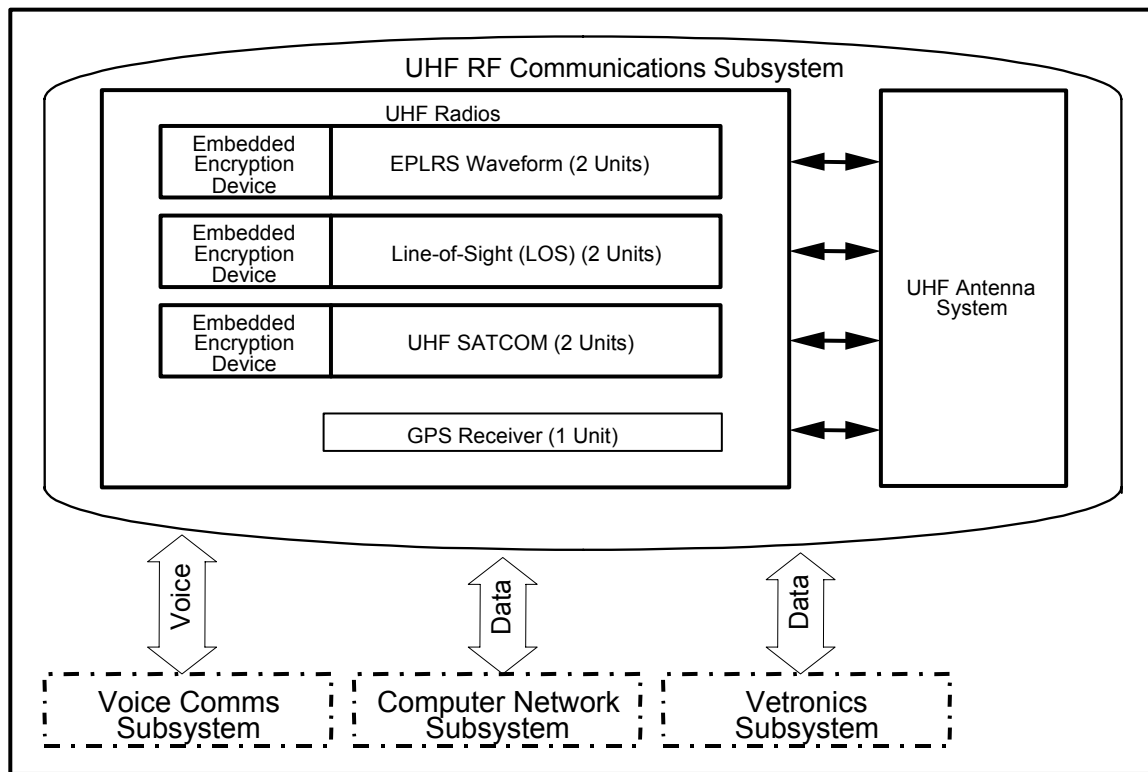 UHF RF Communications Subsystem
UHF Radios
Embedded
Encryption
Device
EPLRS Waveform (2 Units)
Embedded
Encryption
Device
Line-of-Sight (LOS) (2 Units)
Embedded
Encryption
Device
UHF SATCOM (2 Units)
GPS Receiver (1 Unit)
UHF Antenna
System
Voice
Data
Data
Voice Comms
Subsystem
Computer Network
Subsystem
Vetronics
Subsystem